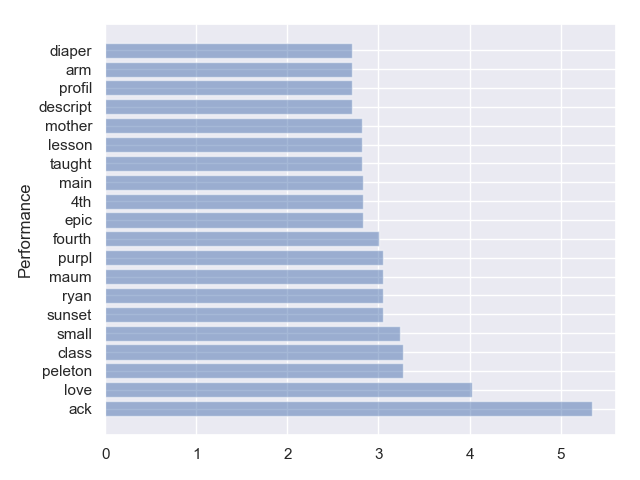 diaper
arm
profil
descript
mother
lesson
taught
main
4th
epic
fourth
purpl
maum
ryan
sunset
small
class
peleton
love
ack
Performance
0 1 2 3 4 5